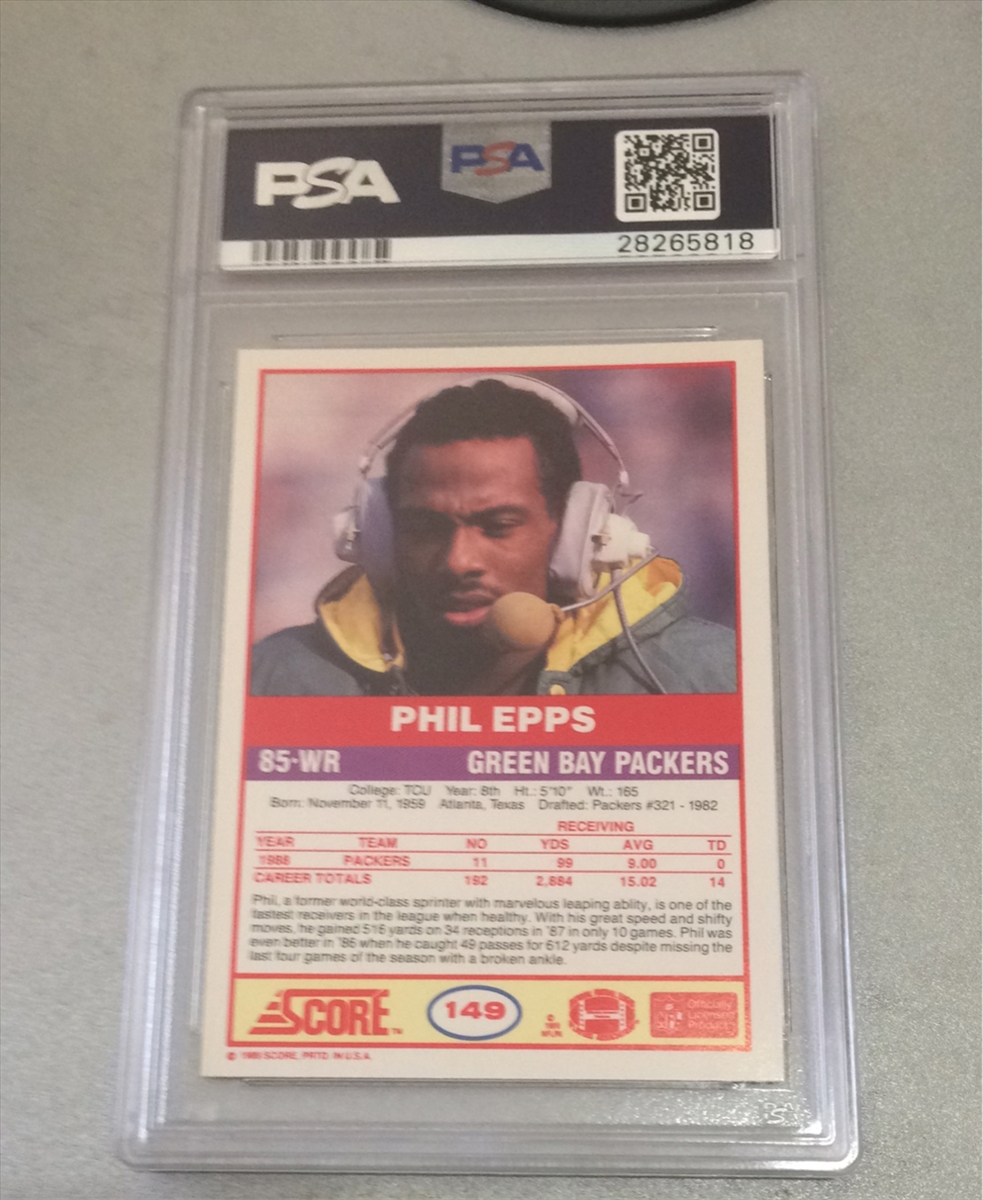 PSA
PSA
28265818
PHIL EPPS
85-WR GREEN BAY PACKERS
College: TCU Year: 8th Ht.: 5'10" Wt.: 165
Born: November 11, 1959 Atlanta, Texas Drafted: Packers #321 - 1982
RECEIVING
YEAR TEAM NO YDS AVG TD
1988 PACKERS 11 99 9.00 0
CAREER TOTALS 192 2,884 15.02 14
Phil, a former world-class sprinter with marvelous leaping ablity, is one of the
fastest receivers in the league when healthy. With his great speed and shifty
moves, he gained 516 yards on 34 receptions in '87 in only 10 games. Phil was
even better in '86 when he caught 49 passes for 612 yards despite missing the
last four games of the season with a broken ankle.
SCORE™ 149 Officially
Licensed
Product
© 1989 SCORE, PRTD. IN U.S.A.